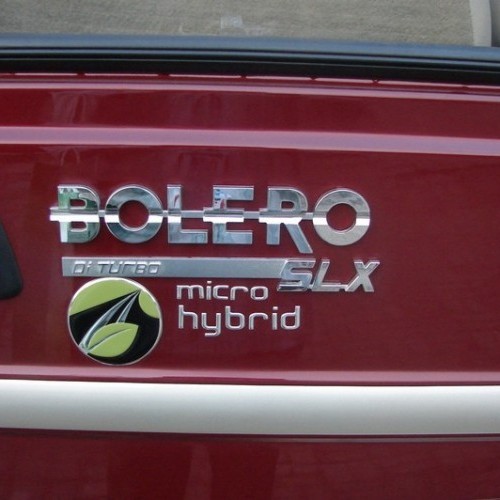 BOLERO
Di TURBO SLX
micro
hybrid